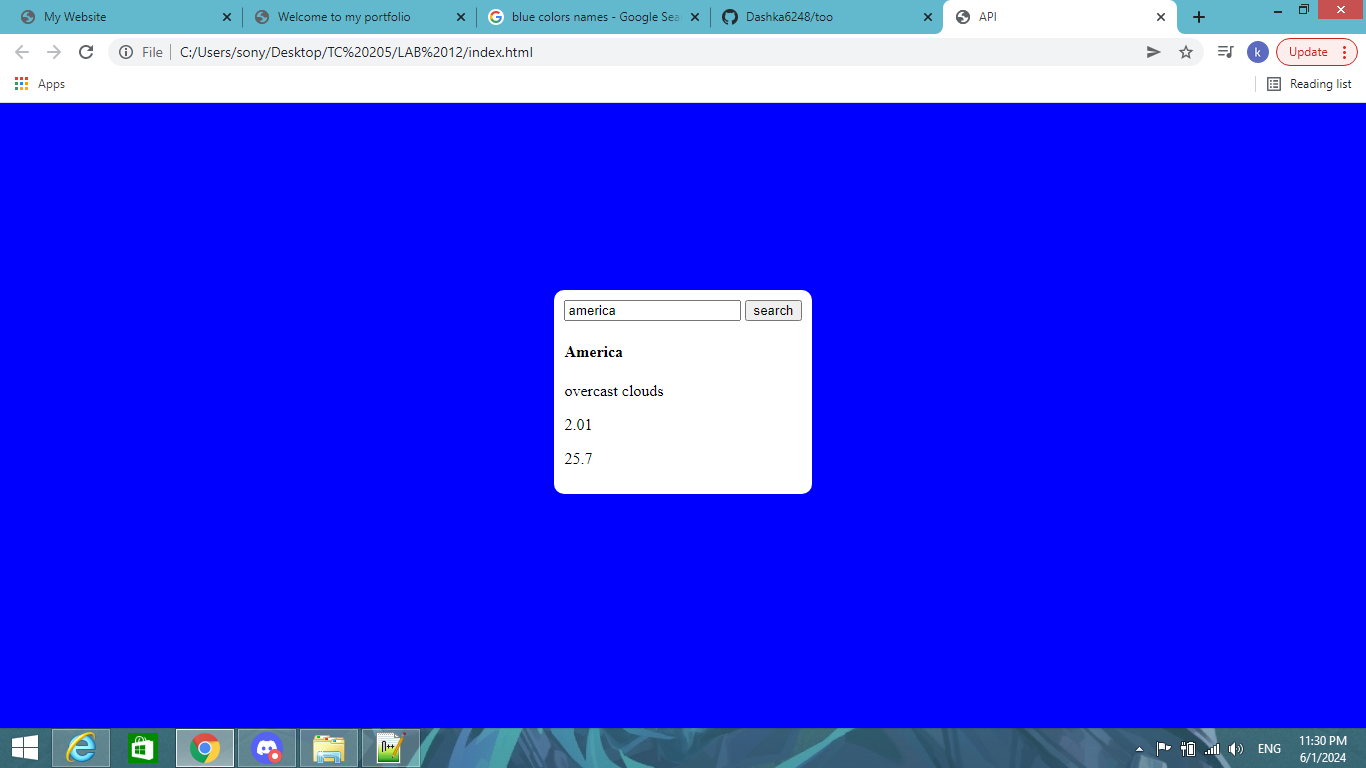 My Website
Welcome to my portfolio
blue colors names - Google Sea
Dashka6248/too
API
File
C:/Users/sony/Desktop/TC%205/LAB%2012/index.html
k
Update
Apps
Reading list
america
search
America
overcast clouds
2.01
25.7
ENG
11:30 PM
6/1/2024